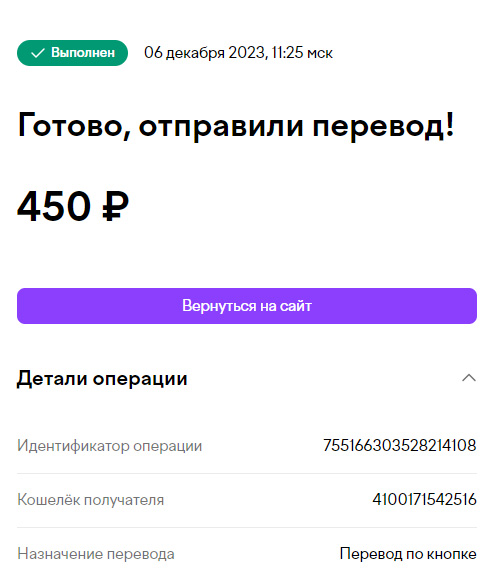 Выполнен 06 декабря 2023, 11:25 мск
Готово, отправили перевод!
450 ₽
Вернуться на сайт
Детали операции
Идентификатор операции 755166303528214108
Кошелёк получателя 4100171542516
Назначение перевода Перевод по кнопке